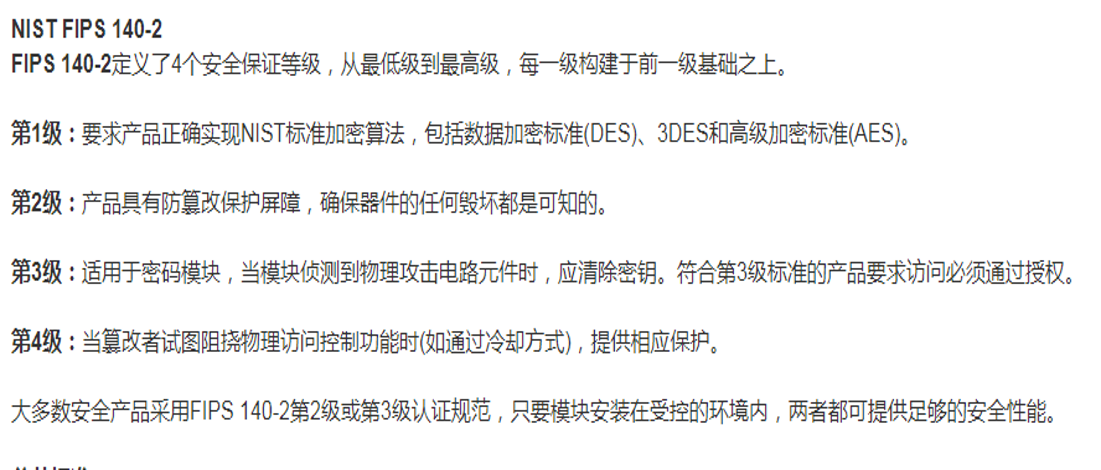 NIST FIPS 140-2
FIPS 140-2定义了4个安全保证等级，从最低级到最高级，每一级构建于前一级基础之上。
第1级：要求产品正确实现NIST标准加密算法，包括数据加密标准(DES)、3DES和高级加密标准(AES)。
第2级：产品具有防篡改保护屏障，确保器件的任何毁坏都是可知的。
第3级：适用于密码模块，当模块侦测到物理攻击电路元件时，应清除密钥。符合第3级标准的产品要求访问必须通过授权。
第4级：当篡改者试图阻挠物理访问控制功能时(如通过冷却方式)，提供相应保护。
大多数安全产品采用FIPS 140-2第2级或第3级认证规范，只要模块安装在受控的环境内，两者都可提供足够的安全性能。